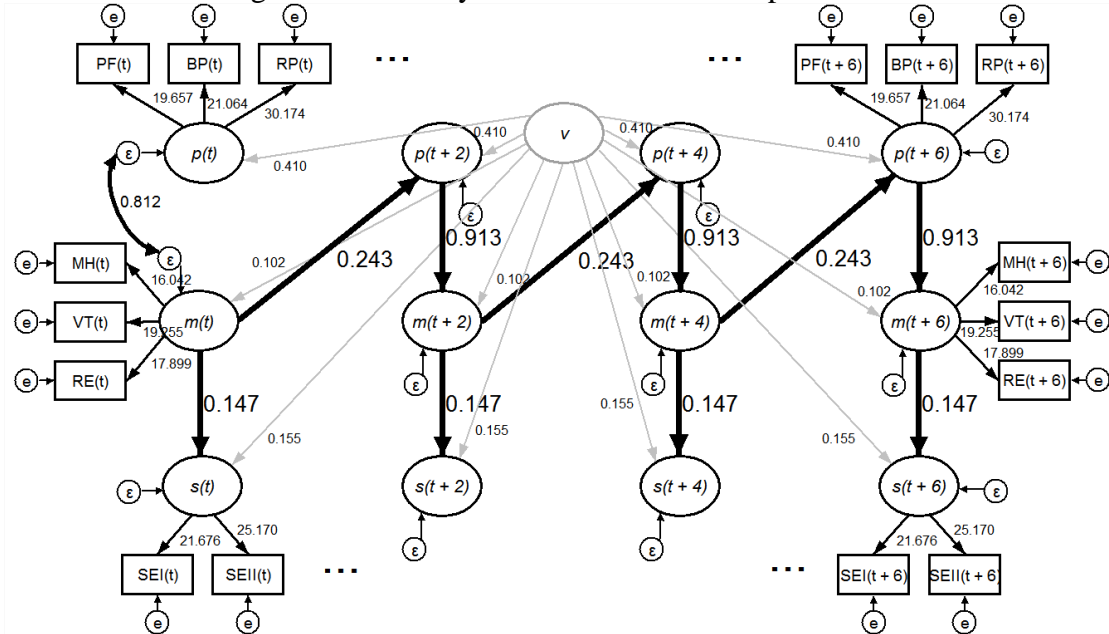 e e e e e e
PF(t) BP(t) RP(t) ... ... PF(t + 6) BP(t + 6) RP(t + 6)
19.657 21.064 30.174 19.657 21.064 30.174
v
0.410 0.410 0.410 0.410
ε p(t) p(t + 2) p(t + 4) p(t + 6) ε
0.812 ε ε
0.913 0.913 0.913
ε 0.243 0.243 0.243
e MH(t) 0.102 0.102 0.102 0.102 MH(t + 6) e
16.042 16.042
e VT(t) 19.255 m(t) m(t + 2) m(t + 4) m(t + 6) 19.255 VT(t + 6) e
17.899 17.899
e RE(t) ε ε ε RE(t + 6) e
0.147 0.147 0.147 0.147
0.155 0.155 0.155 0.155
ε s(t) s(t + 2) s(t + 4) s(t + 6) ε
21.676 25.170 ε ε 21.676 25.170
SEI(t) SEII(t) ... ... SEI(t + 6) SEII(t + 6)
e e e e